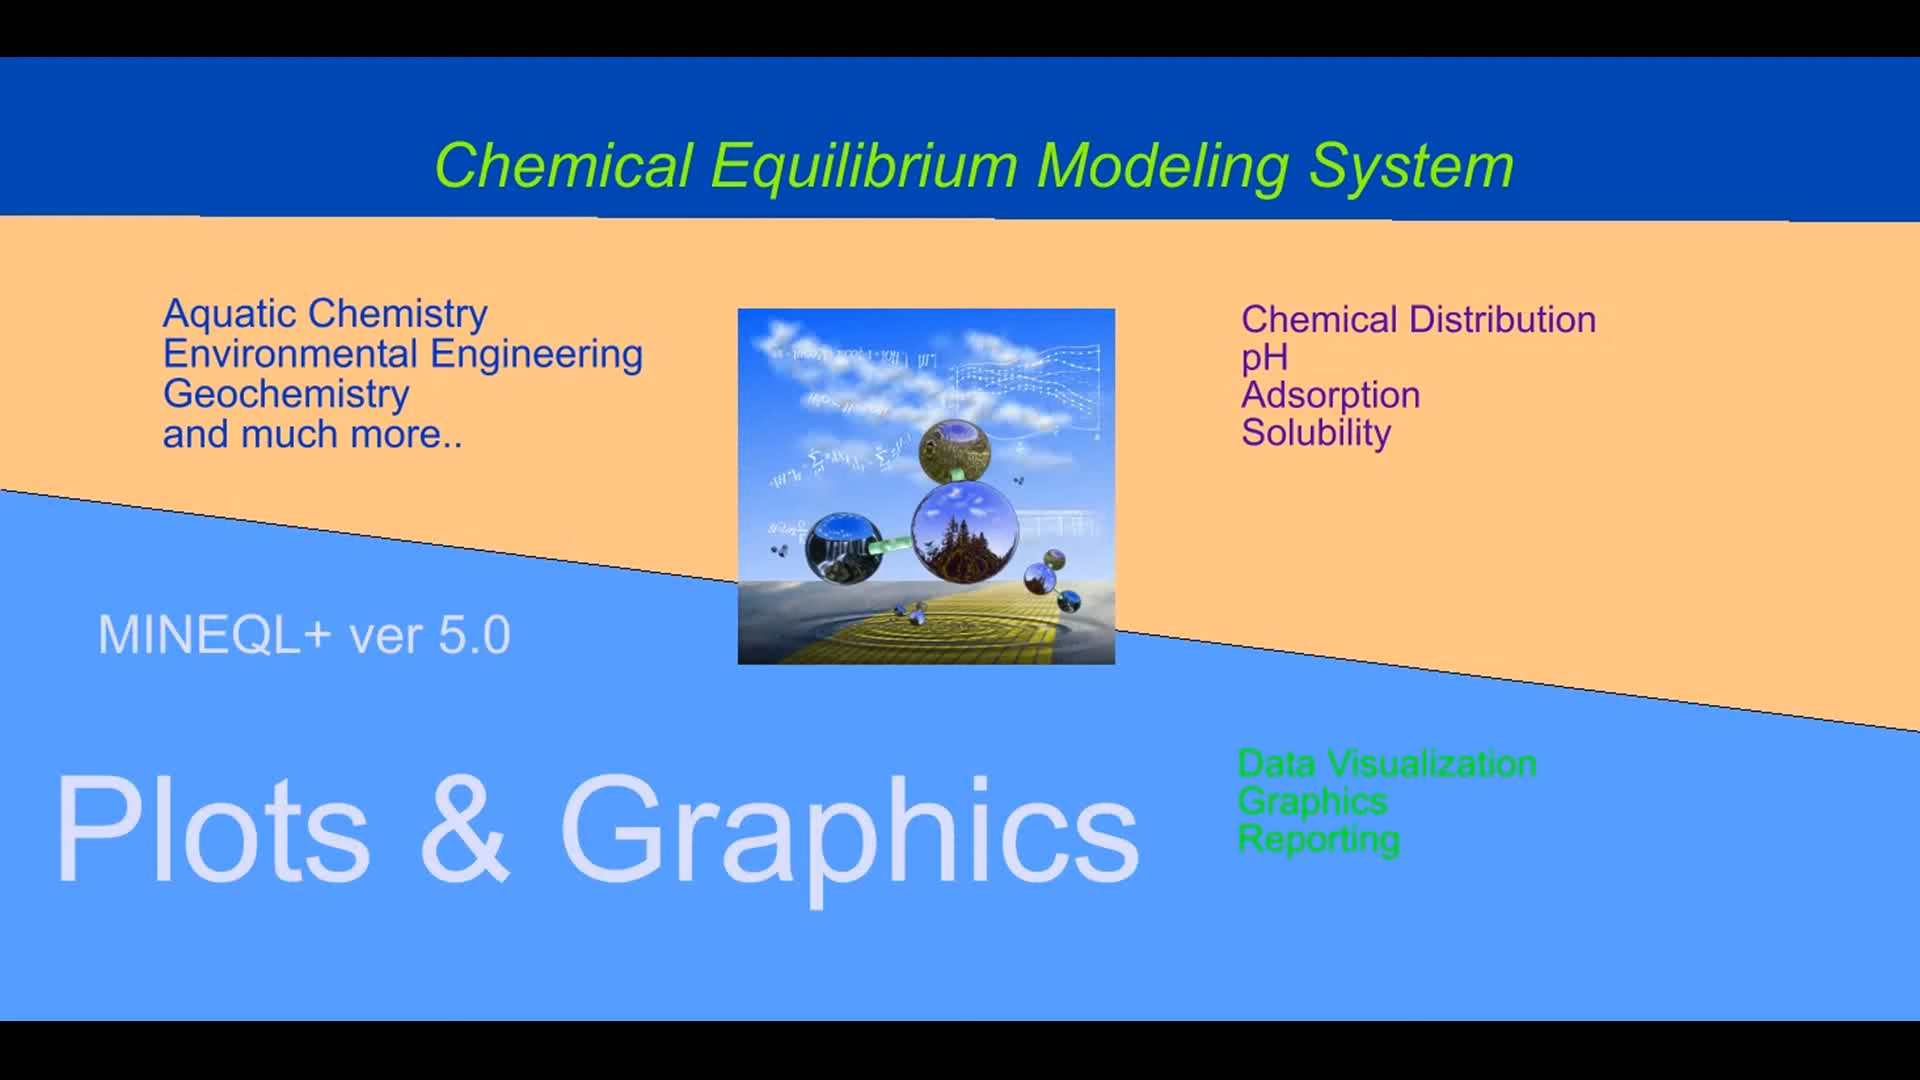 Chemical Equilibrium Modeling System
Aquatic Chemistry
Environmental Engineering
Geochemistry
and much more..
Chemical Distribution
pH
Adsorption
Solubility
MINEQL+ ver 5.0
Plots & Graphics
Data Visualization
Graphics
Reporting